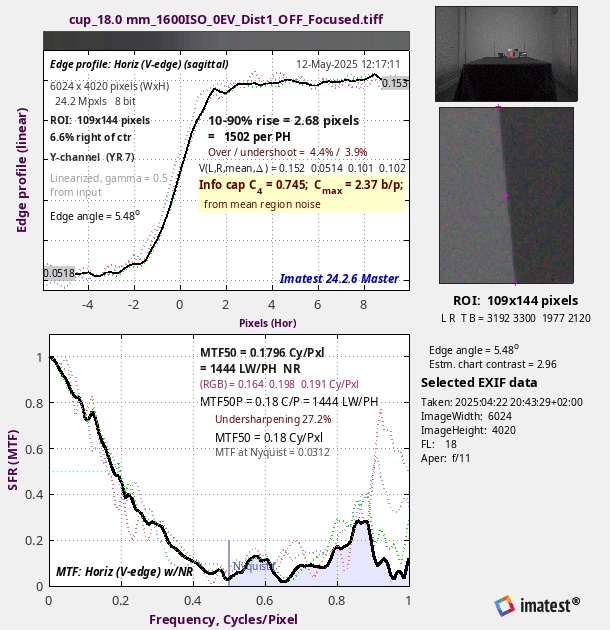 cup_18.0 mm_1600ISO_0EV_Dist1_OFF_Focused.tiff
Edge profile: Horiz (V-edge) (sagittal)
12-May-2025 12:17:11
6024 x 4020 pixels (WxH)
24.2 Mpxls   8 bit
0.153
ROI:  109x144 pixels
6.6% right of ctr
Y-channel  (YR7)
Linearized, gamma = 0.5
from input
Edge angle = 5.48º
10-90% rise = 2.68 pixels
=   1502 per PH
Over / undershoot =  4.4% /  3.9%
V(L,R,mean,Δ) = 0.152  0.0514  0.101  0.102
Info cap C4 = 0.745;  Cmax = 2.37 b/p;
from mean region noise
0.0518
Imatest 24.2.6 Master
Edge profile (linear)
-4 -2 0 2 4 6 8
Pixels (Hor)
ROI:  109x144 pixels
L R  T B = 3192 3300  1977 2120
Edge angle = 5.48º
Estm. chart contrast = 2.96
Selected EXIF data
Taken: 2025:04:22 20:43:29+02:00
ImageWidth:  6024
ImageHeight:  4020
FL:   18
Aper:  f/11
MTF50 = 0.1796 Cy/Pxl
= 1444 LW/PH  NR
(RGB) = 0.164  0.198  0.191 Cy/Pxl
MTF50P = 0.18 C/P = 1444 LW/PH
Undersharpening 27.2%
MTF50 = 0.18 Cy/Pxl
MTF at Nyquist = 0.0312
1
0.8
0.6
0.4
0.2
0
SFR (MTF)
Nyquist f
MTF: Horiz (V-edge) w/NR
0 0.2 0.4 0.6 0.8 1
Frequency, Cycles/Pixel
imatest®